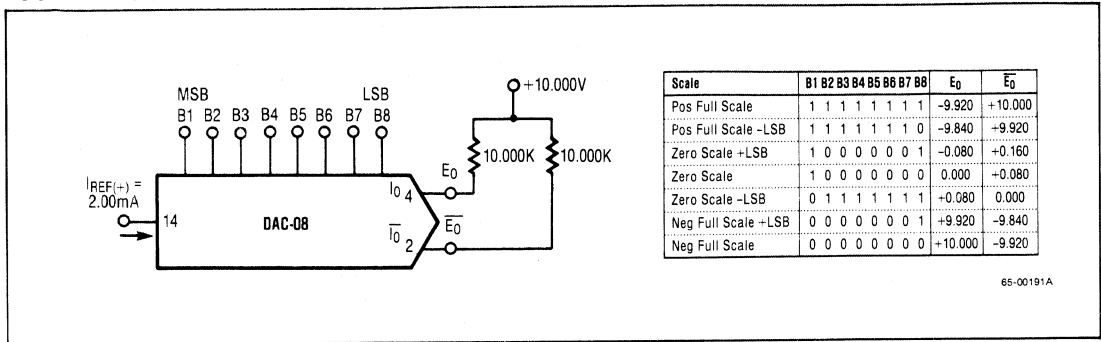 +10.000V
MSB LSB
B1 B2 B3 B4 B5 B6 B7 B8
10.000K 10.000K
E0
IREF(+) =
2.00mA
I0 4
14 DAC-08
E0
I0 2
Scale B1 B2 B3 B4 B5 B6 B7 B8 E0 E0
Pos Full Scale 1 1 1 1 1 1 1 1 -9.920 +10.000
Pos Full Scale -LSB 1 1 1 1 1 1 1 0 -9.840 +9.920
Zero Scale +LSB 1 0 0 0 0 0 0 1 -0.080 +0.160
Zero Scale 1 0 0 0 0 0 0 0 0.000 +0.080
Zero Scale -LSB 0 1 1 1 1 1 1 1 +0.080 0.000
Neg Full Scale +LSB 0 0 0 0 0 0 0 1 +9.920 -9.840
Neg Full Scale 0 0 0 0 0 0 0 0 +10.000 -9.920
65-00191A